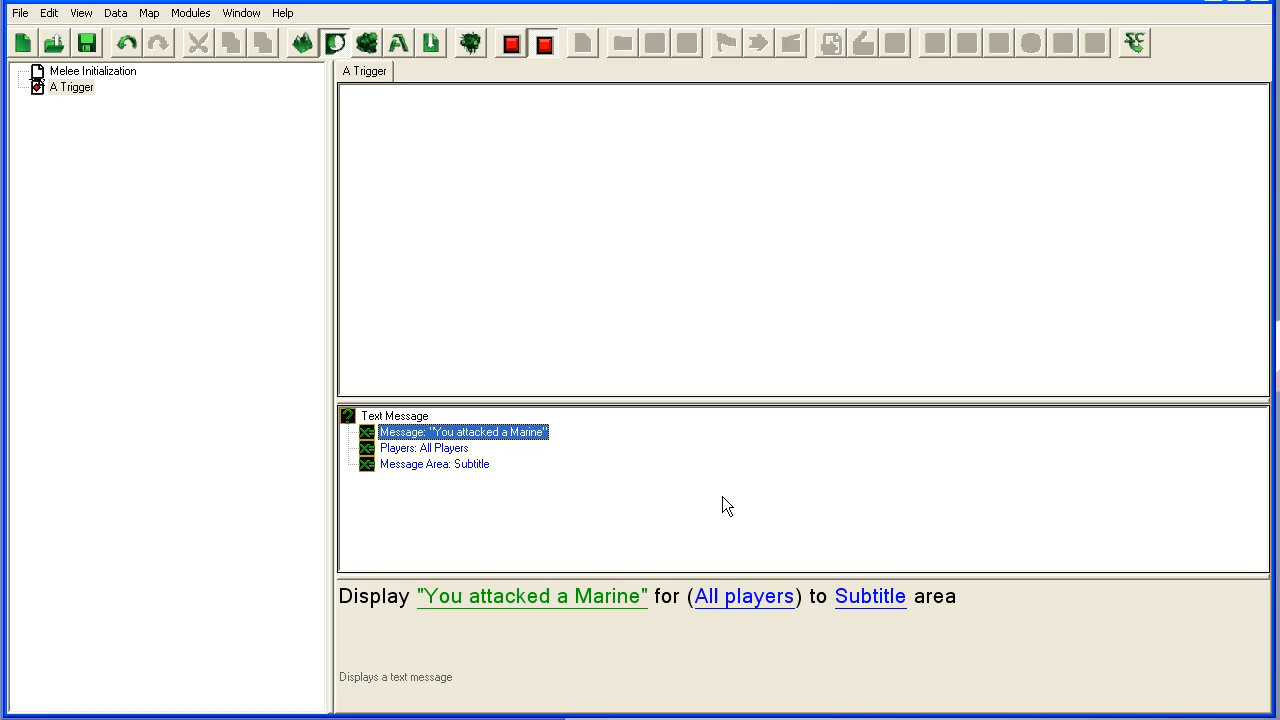 File Edit View Data Map Modules Window Help
Melee Initialization
A Trigger
A Trigger
Text Message
Message: "You attacked a Marine"
Players: All Players
Message Area: Subtitle
Display "You attacked a Marine" for (All players) to Subtitle area
Displays a text message